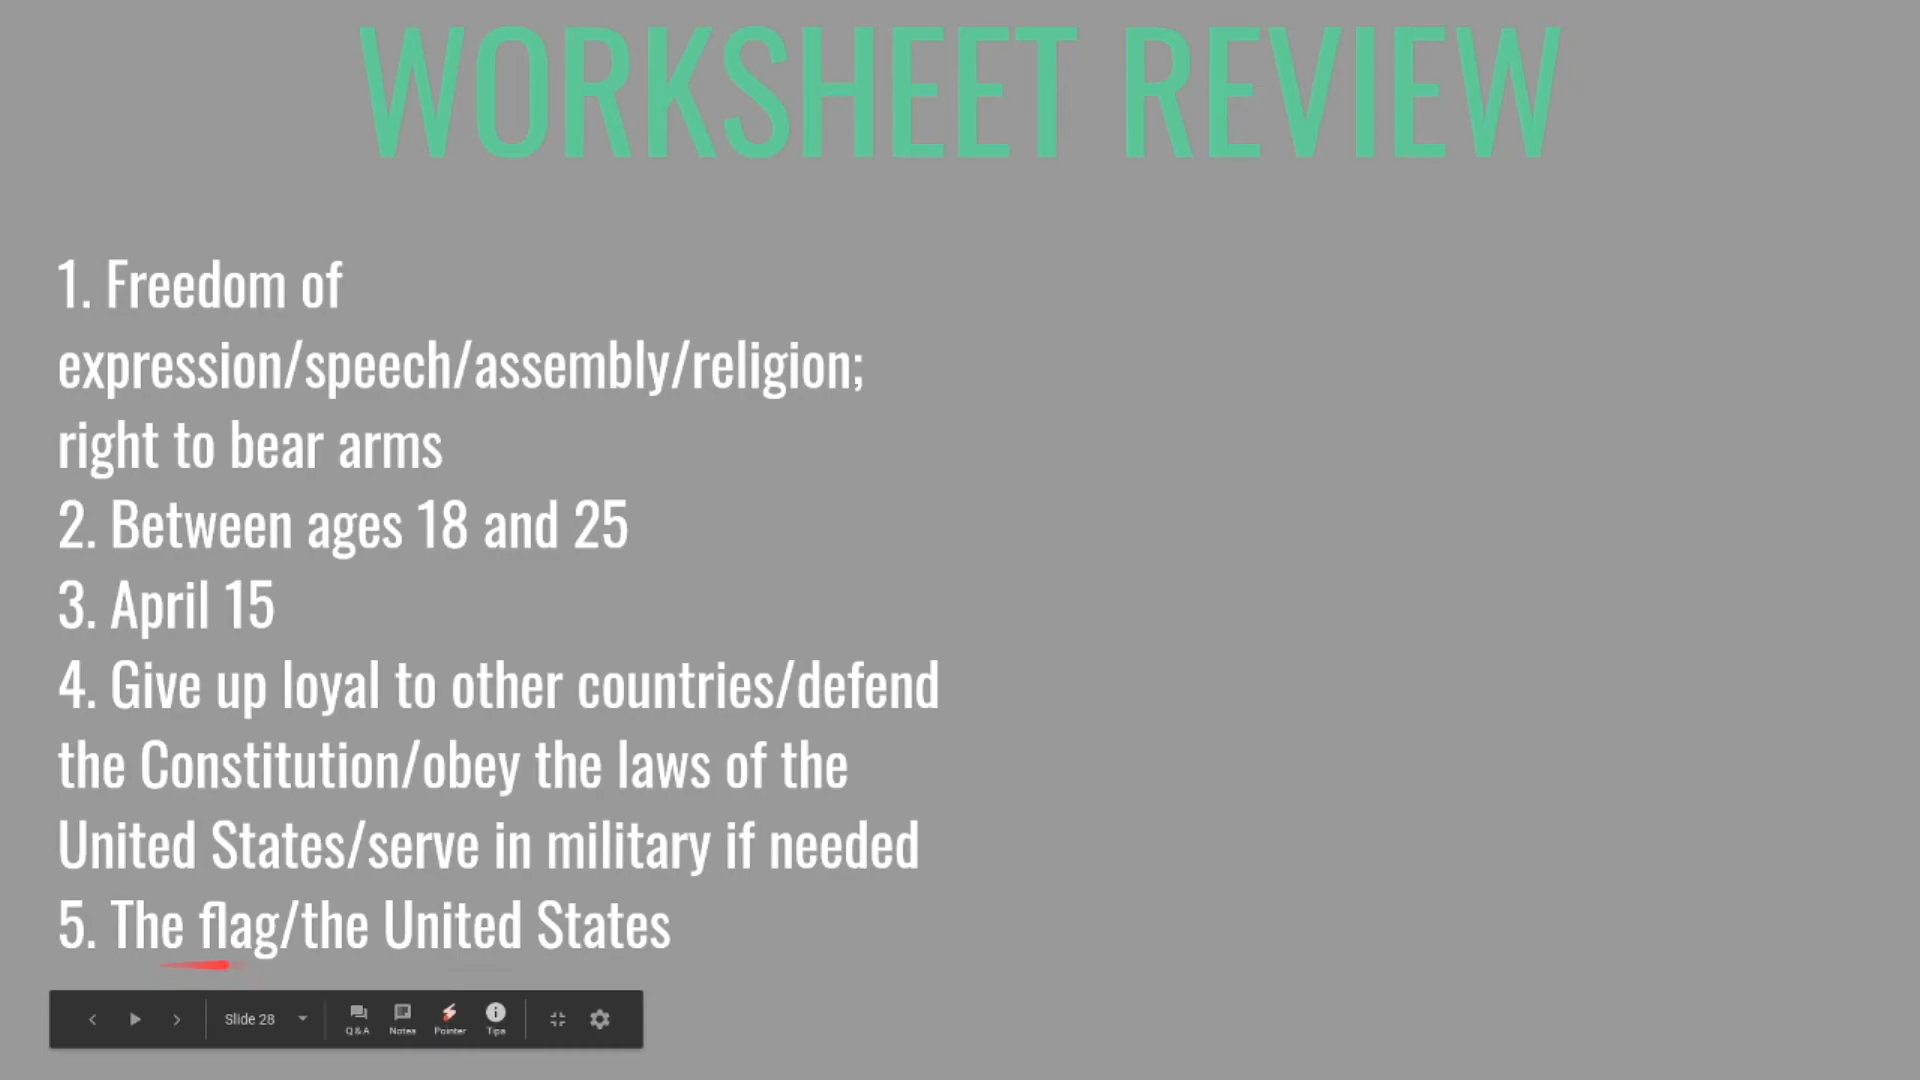 WORKSHEET REVIEW
1. Freedom of
expression/speech/assembly/religion;
right to bear arms
2. Between ages 18 and 25
3. April 15
4. Give up loyal to other countries/defend
the Constitution/obey the laws of the
United States/serve in military if needed
5. The flag/the United States
Slide 28
Q&A Notes Pointer Tips